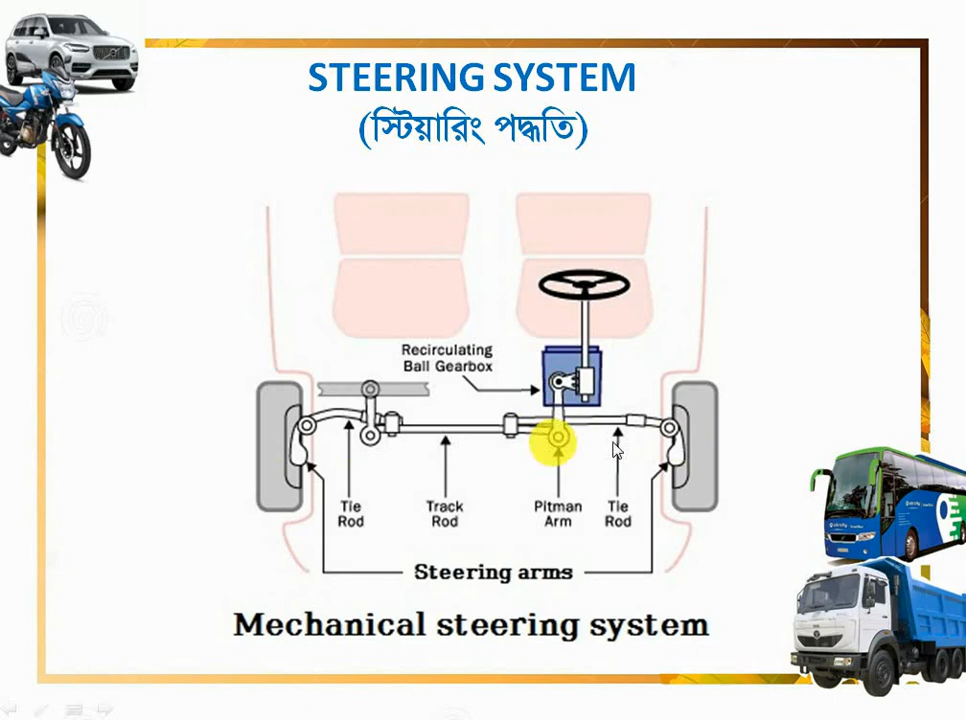 STEERING SYSTEM
(স্টিয়ারিং পদ্ধতি)
Recirculating
Ball Gearbox
Tie
Rod
Track
Rod
Pitman
Arm
Tie
Rod
Steering arms
Mechanical steering system